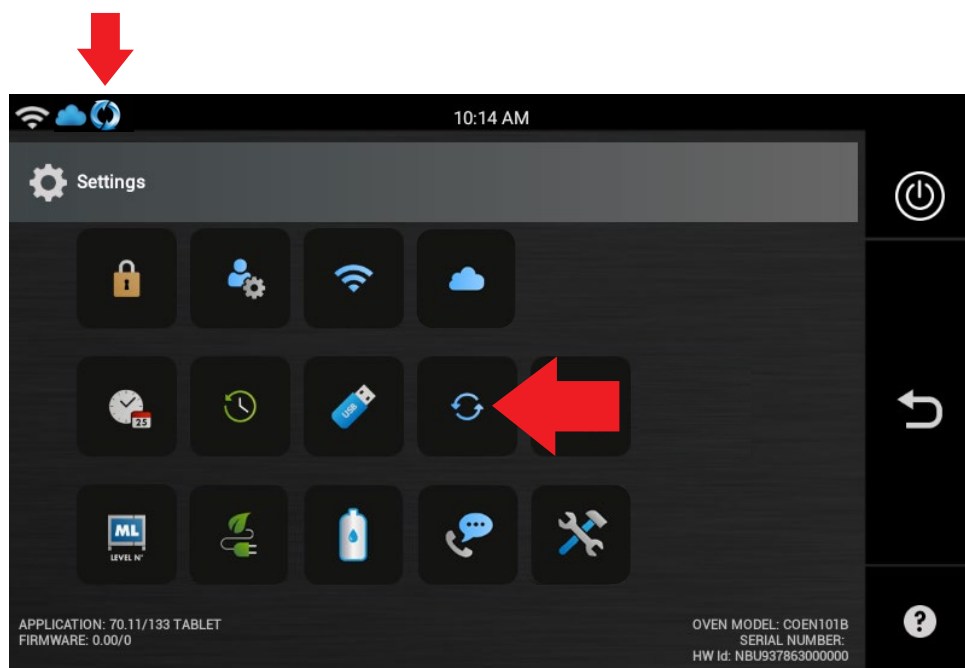 10:14 AM
Settings
25
USB
ML
LEVEL N'
APPLICATION: 70.11/133 TABLET
FIRMWARE: 0.00/0
OVEN MODEL: COEN101B
SERIAL NUMBER:
HW Id: NBU937863000000
?